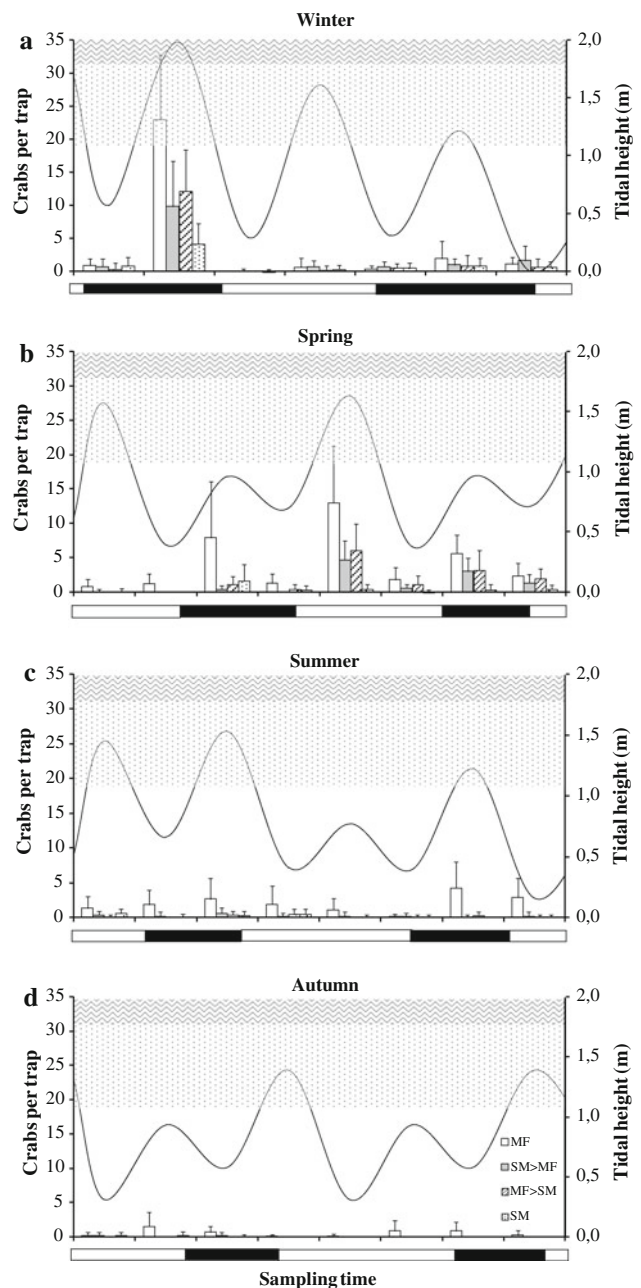 Winter
a
35
30
25
20
15
10
5
0
Crabs per trap
2,0
1,5
1,0
0,5
0,0
Tidal height (m)
Spring
b
35
30
25
20
15
10
5
0
Crabs per trap
2,0
1,5
1,0
0,5
0,0
Tidal height (m)
Summer
c
35
30
25
20
15
10
5
0
Crabs per trap
2,0
1,5
1,0
0,5
0,0
Tidal height (m)
Autumn
d
35
30
25
20
15
10
5
0
Crabs per trap
2,0
1,5
1,0
0,5
0,0
Tidal height (m)
MF
SM>MF
MF>SM
SM
Sampling time